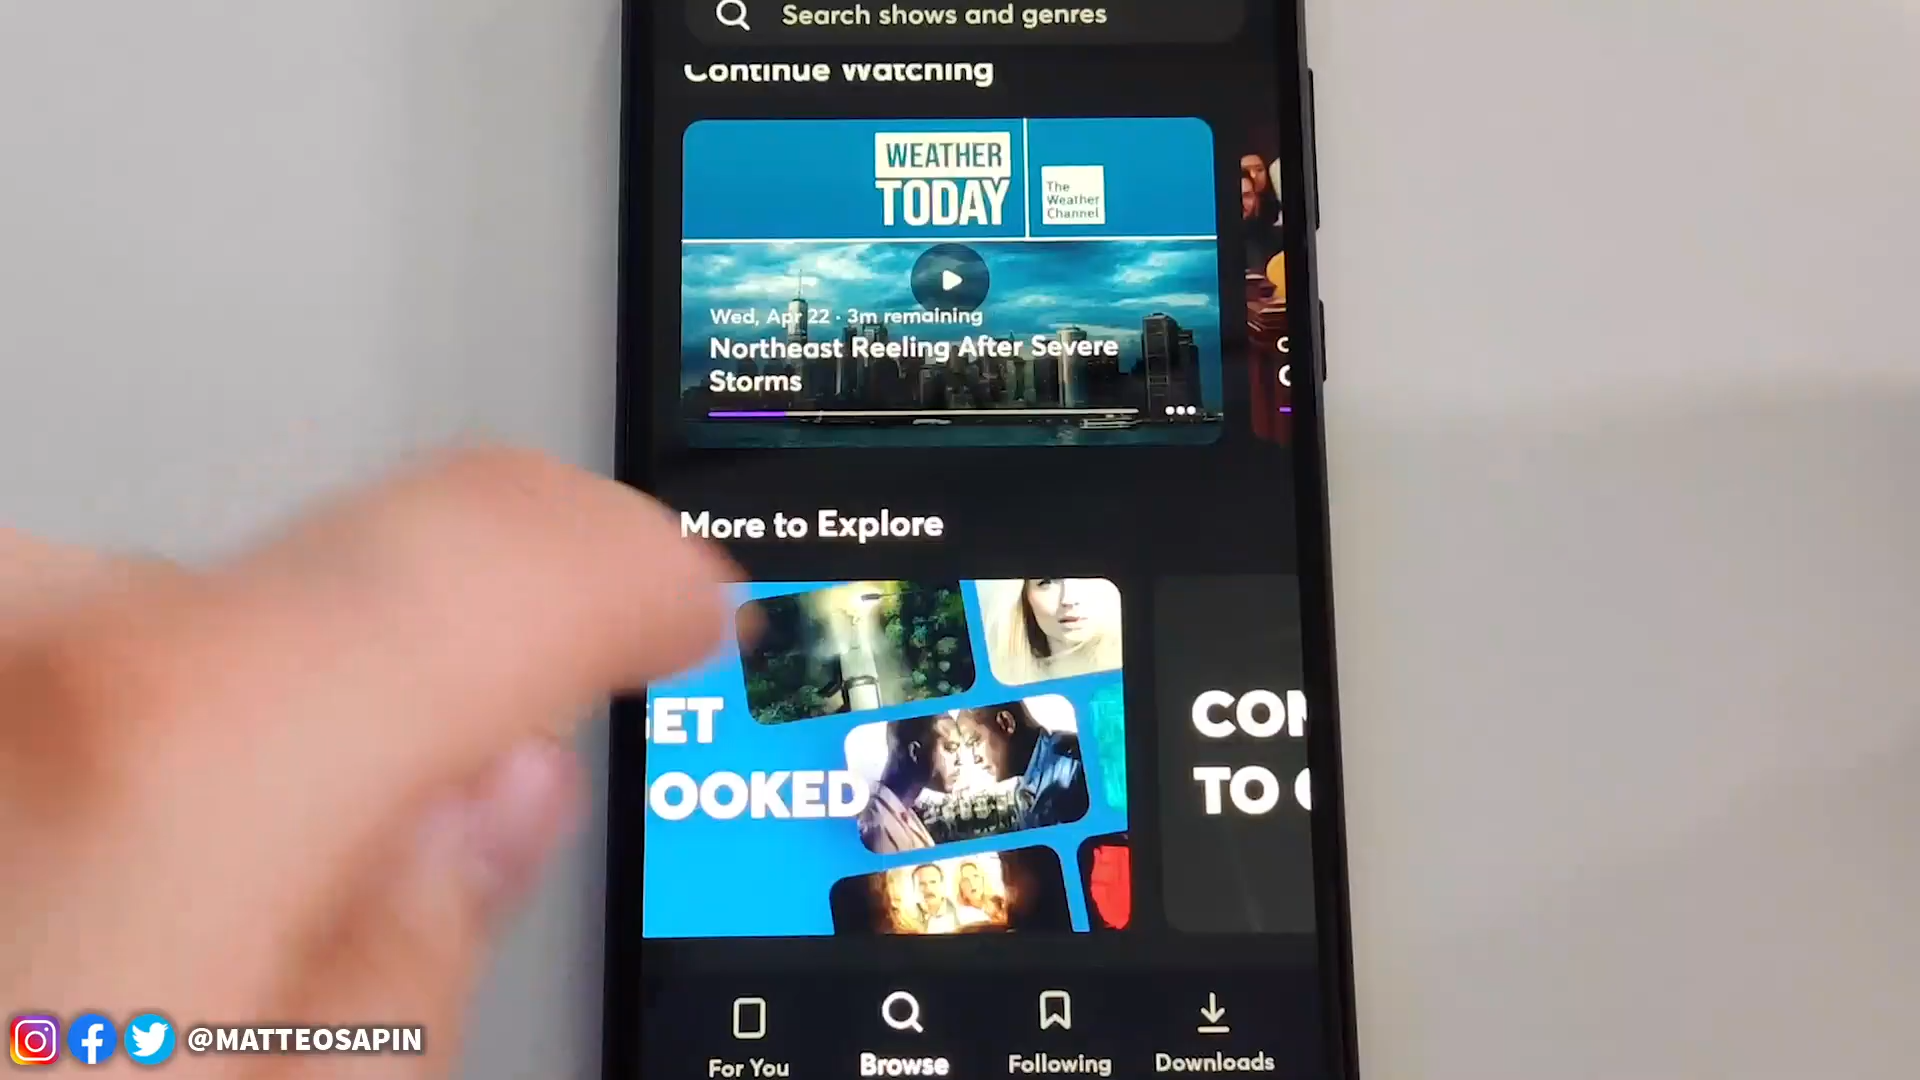 Search shows and genres
Continue Watching
WEATHER
TODAY
The
Weather
Channel
Wed, Apr 22 · 3m remaining
Northeast Reeling After Severe
Storms
More to Explore
ET
OOKED
CO
TO
For You
Browse
Following
Downloads
@MATTEOSAPIN